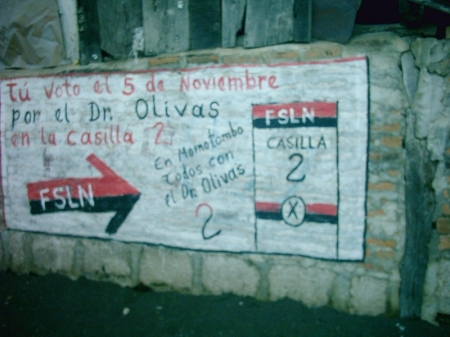 Tú Voto el 5 de Noviembre
por el Dr. Olivas
en la casilla 2
En Momotombo
Todos con
el Dr. Olivas
2
FSLN
FSLN
CASILLA
2
X